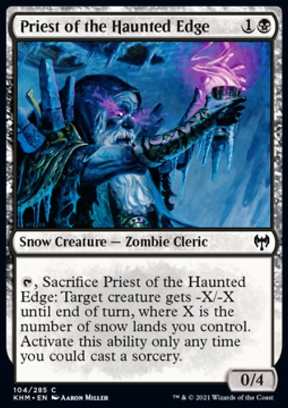 Priest of the Haunted Edge 1
Snow Creature — Zombie Cleric
, Sacrifice Priest of the Haunted
Edge: Target creature gets -X/-X
until end of turn, where X is the
number of snow lands you control.
Activate this ability only any time
you could cast a sorcery.
0/4
104/285 C
KHM • EN Aaron Miller
™ & © 2021 Wizards of the Coast